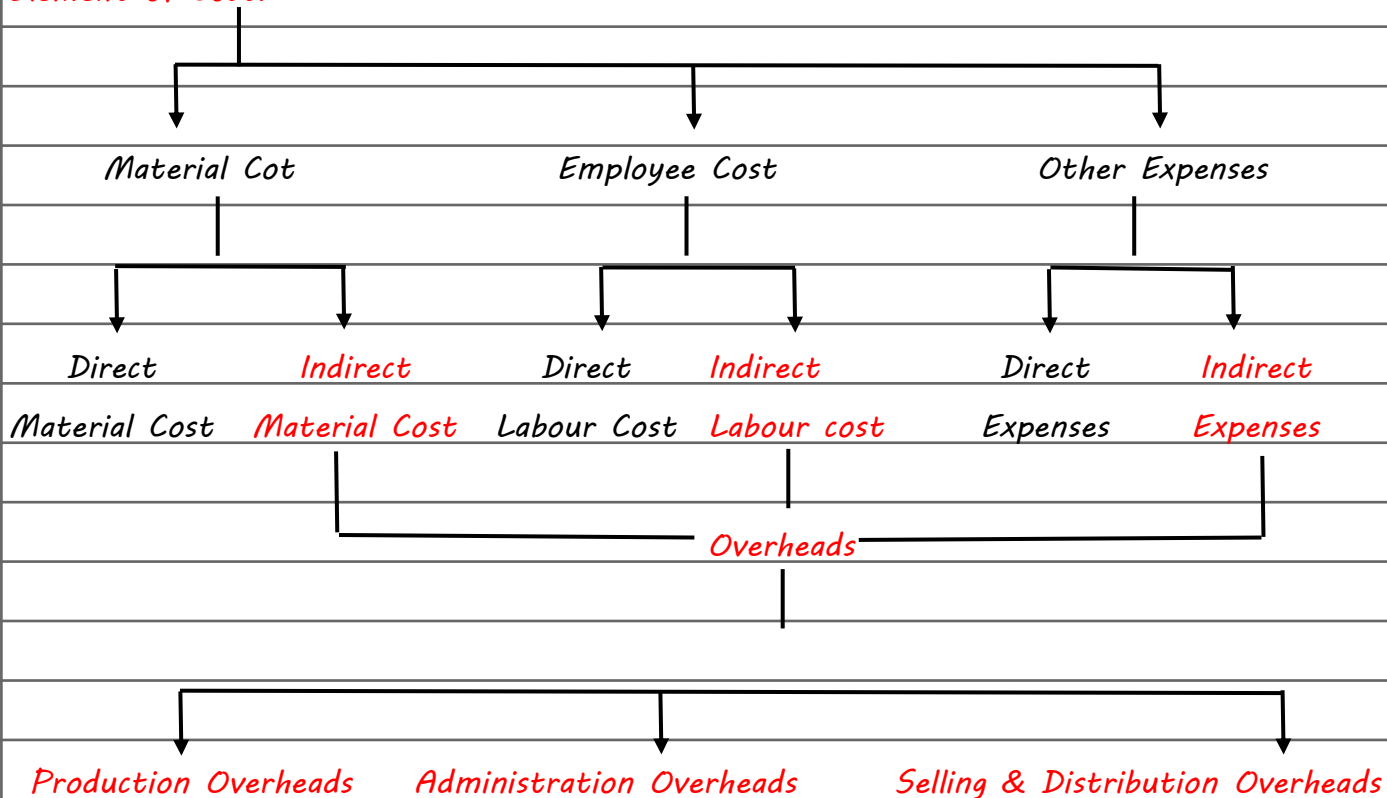 Material Cot Employee Cost Other Expenses
Direct Indirect Direct Indirect Direct Indirect
Material Cost Material Cost Labour Cost Labour cost Expenses Expenses
Overheads
Production Overheads Administration Overheads Selling & Distribution Overheads